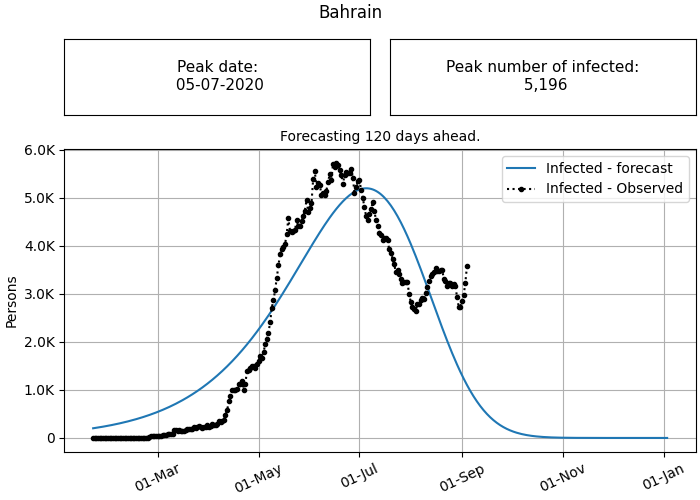 Bahrain
Peak date:
05-07-2020
Peak number of infected:
5,196
Forecasting 120 days ahead.
6.0K
5.0K
4.0K
3.0K
2.0K
1.0K
0
Persons
Infected - forecast
Infected - Observed
01-Mar
01-May
01-Jul
01-Sep
01-Nov
01-Jan